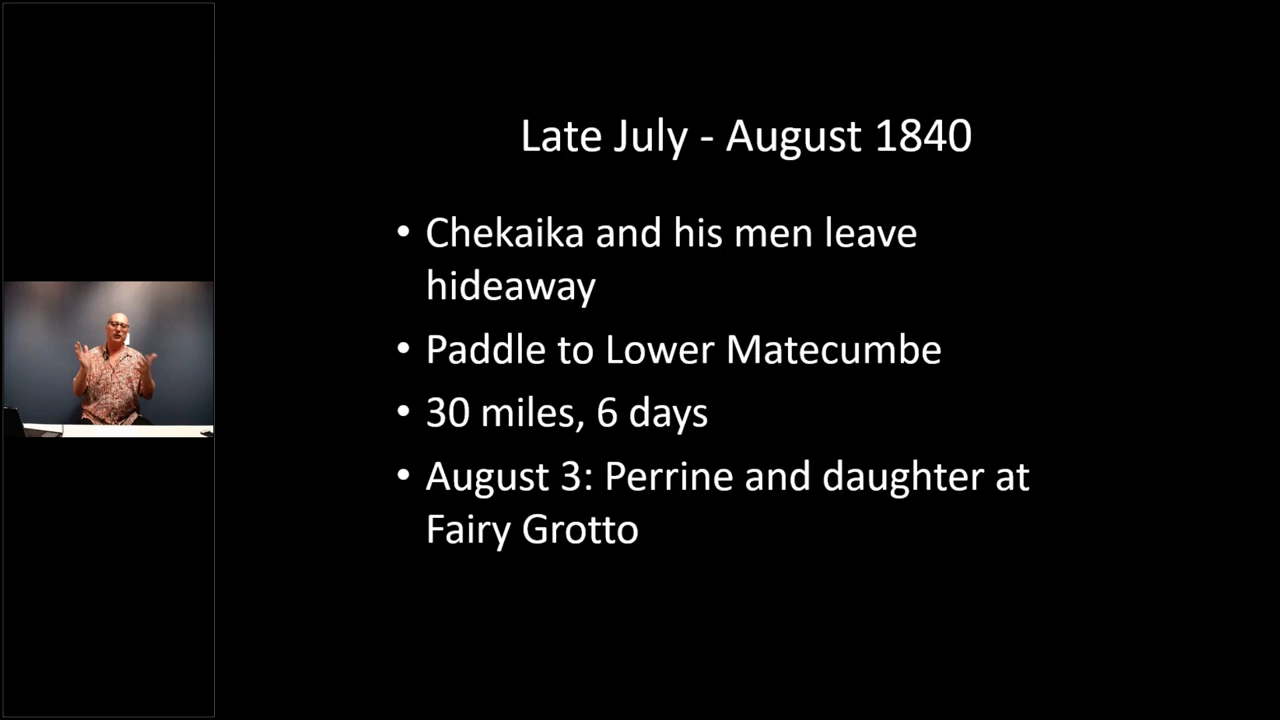 Late July - August 1840
• Chekaika and his men leave
hideaway
• Paddle to Lower Matecumbe
• 30 miles, 6 days
• August 3: Perrine and daughter at
Fairy Grotto